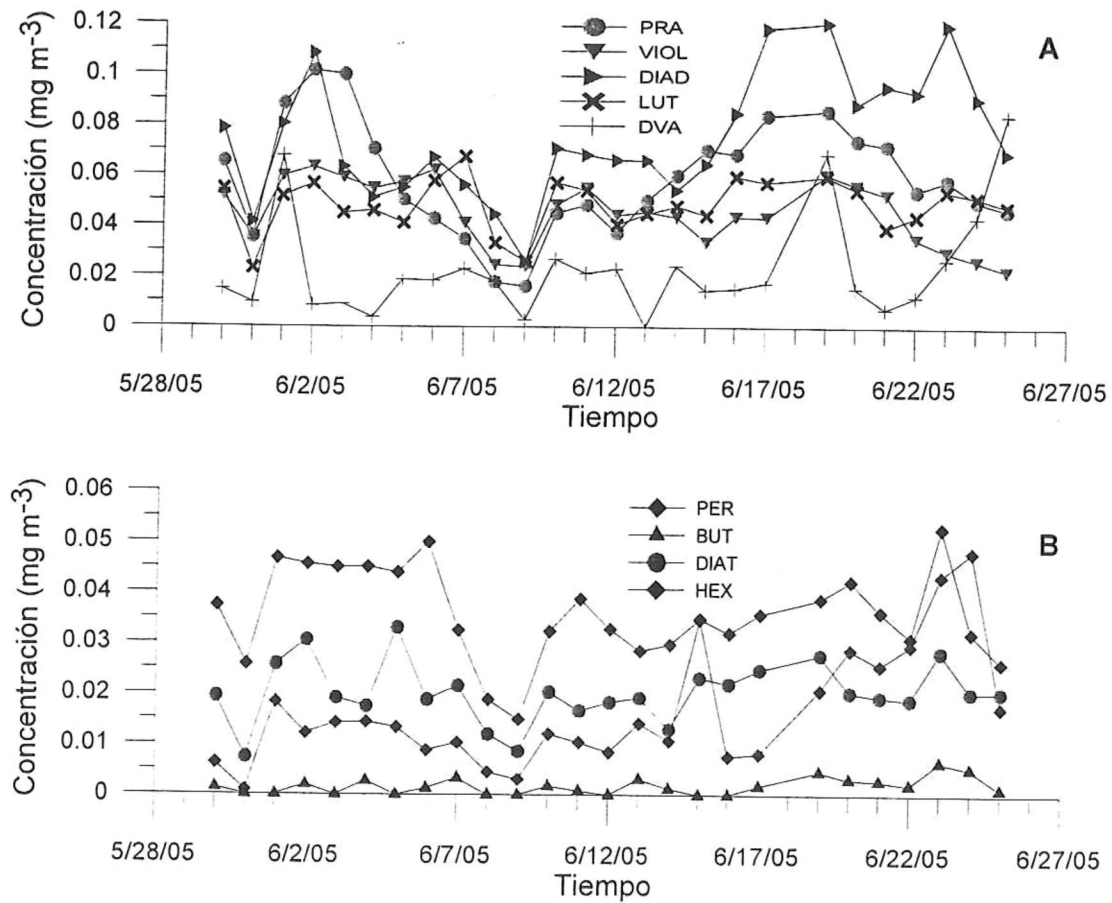 0.12
0.1
0.08
0.06
0.04
0.02
0
Concentración (mg m-3)
PRA
VIOL
DIAD
LUT
DVA
A
5/28/05 6/2/05 6/7/05 6/12/05 6/17/05 6/22/05 6/27/05
Tiempo
0.06
0.05
0.04
0.03
0.02
0.01
0
Concentración (mg m-3)
PER
BUT
DIAT
HEX
B
5/28/05 6/2/05 6/7/05 6/12/05 6/17/05 6/22/05 6/27/05
Tiempo